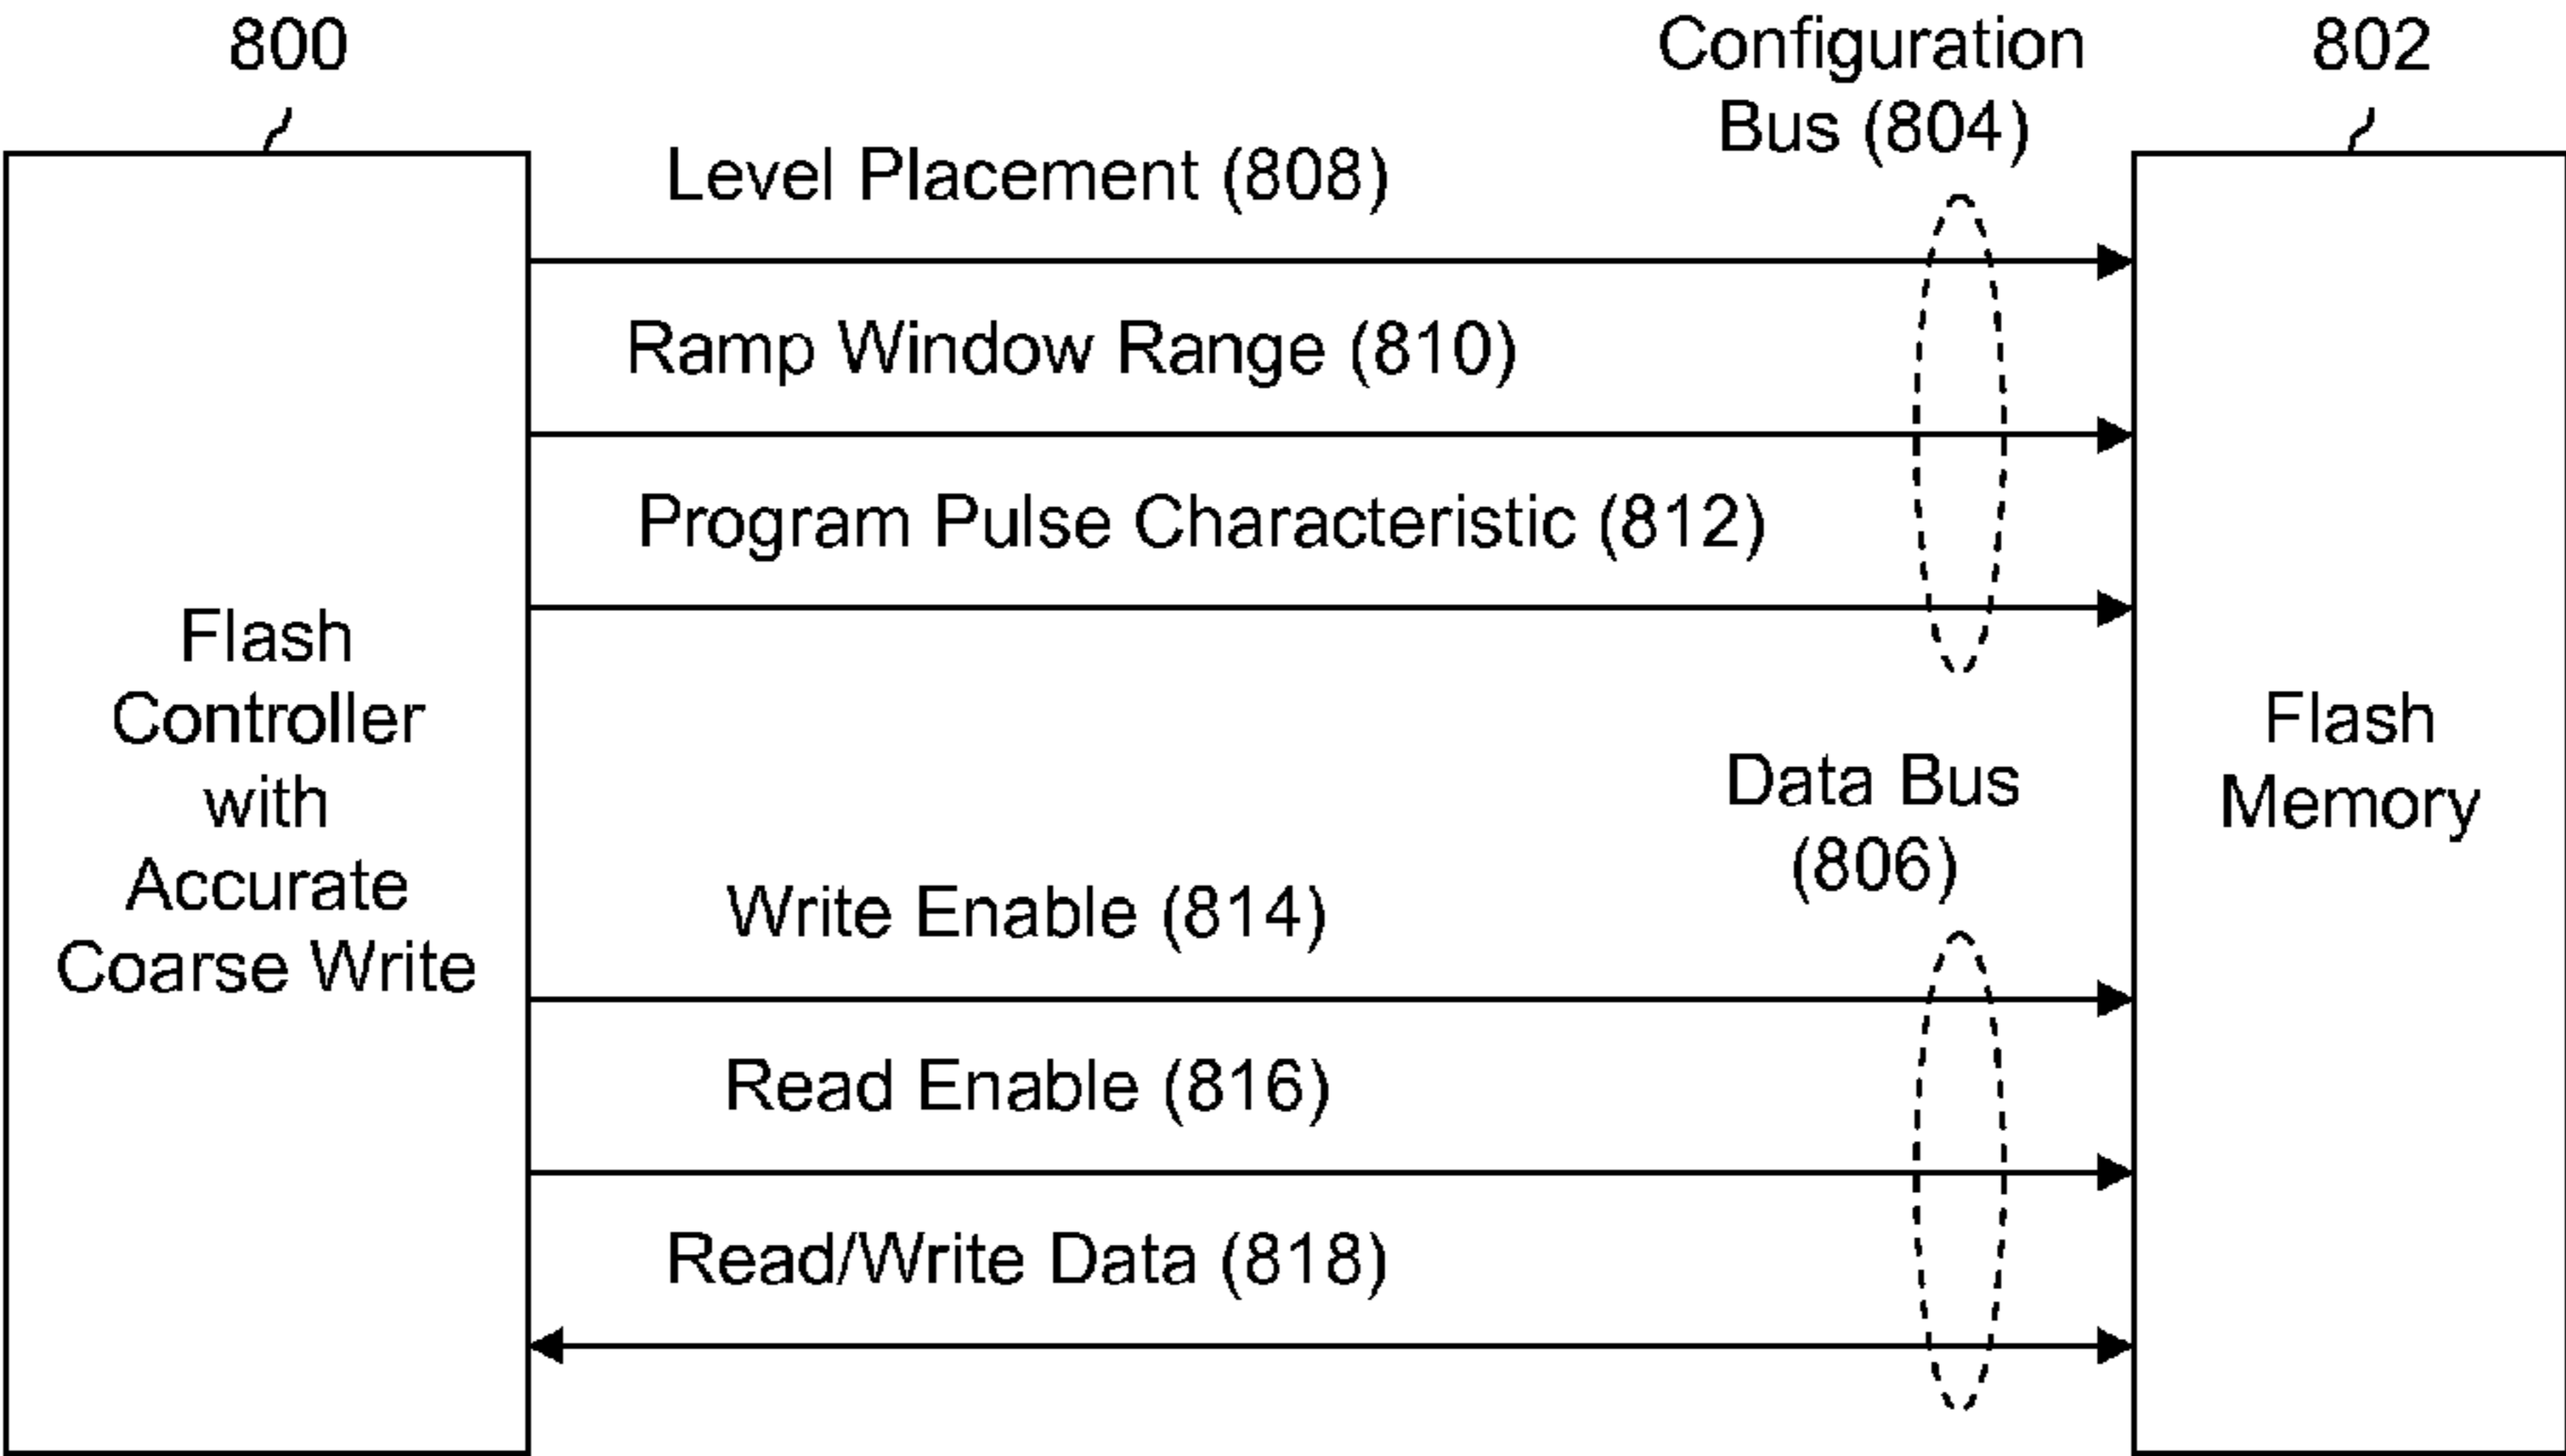 800
Configuration
Bus (804)
802
Level Placement (808)
Ramp Window Range (810)
Program Pulse Characteristic (812)
Flash
Controller
with
Accurate
Coarse Write
Flash
Memory
Data Bus
(806)
Write Enable (814)
Read Enable (816)
Read/Write Data (818)